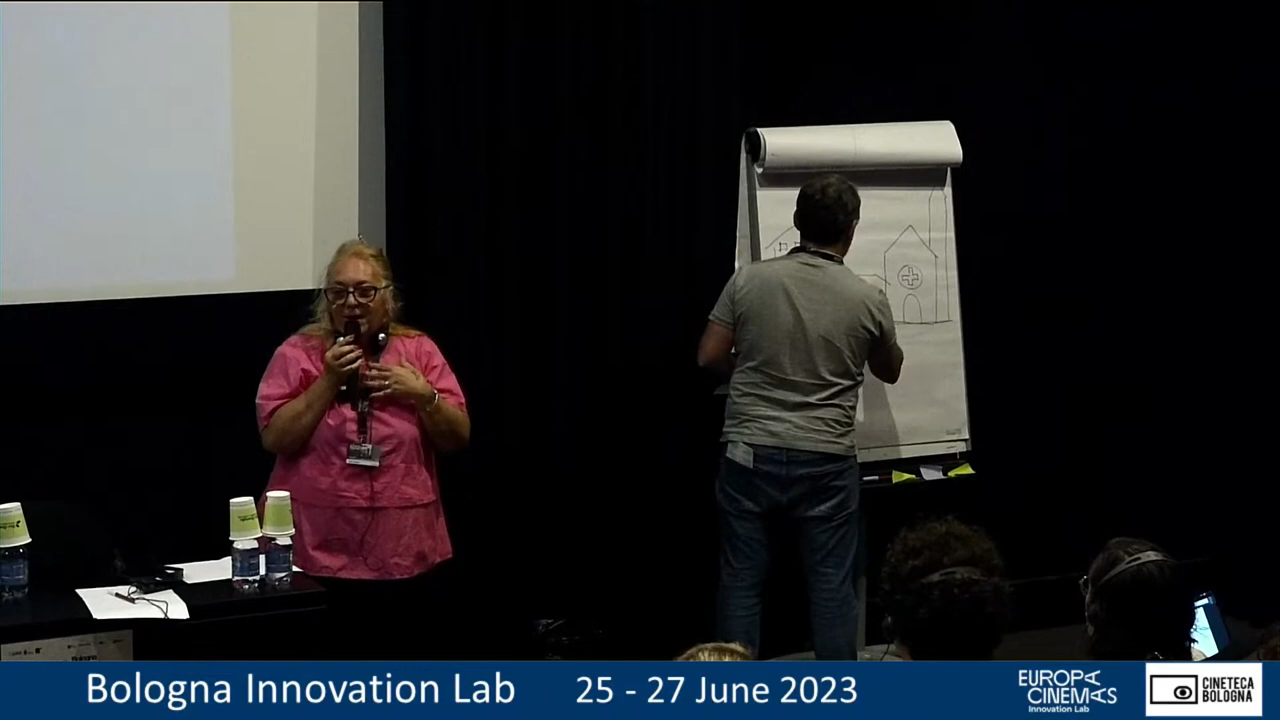 Bologna Innovation Lab
25 - 27 June 2023
EUROPA
CINEMAS
Innovation Lab
CINETECA
BOLOGNA